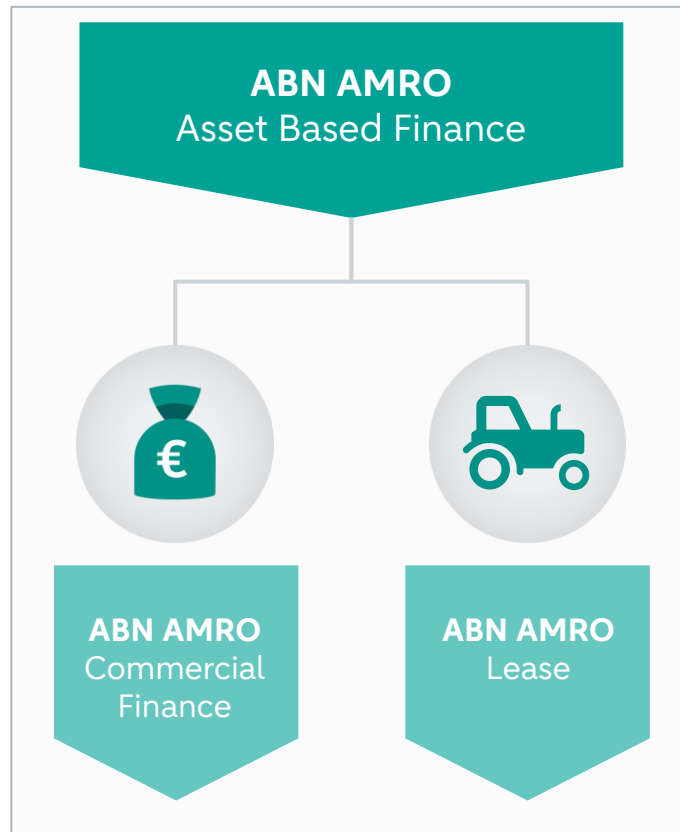 ABN AMRO
Asset Based Finance
€
ABN AMRO
Commercial
Finance
ABN AMRO
Lease